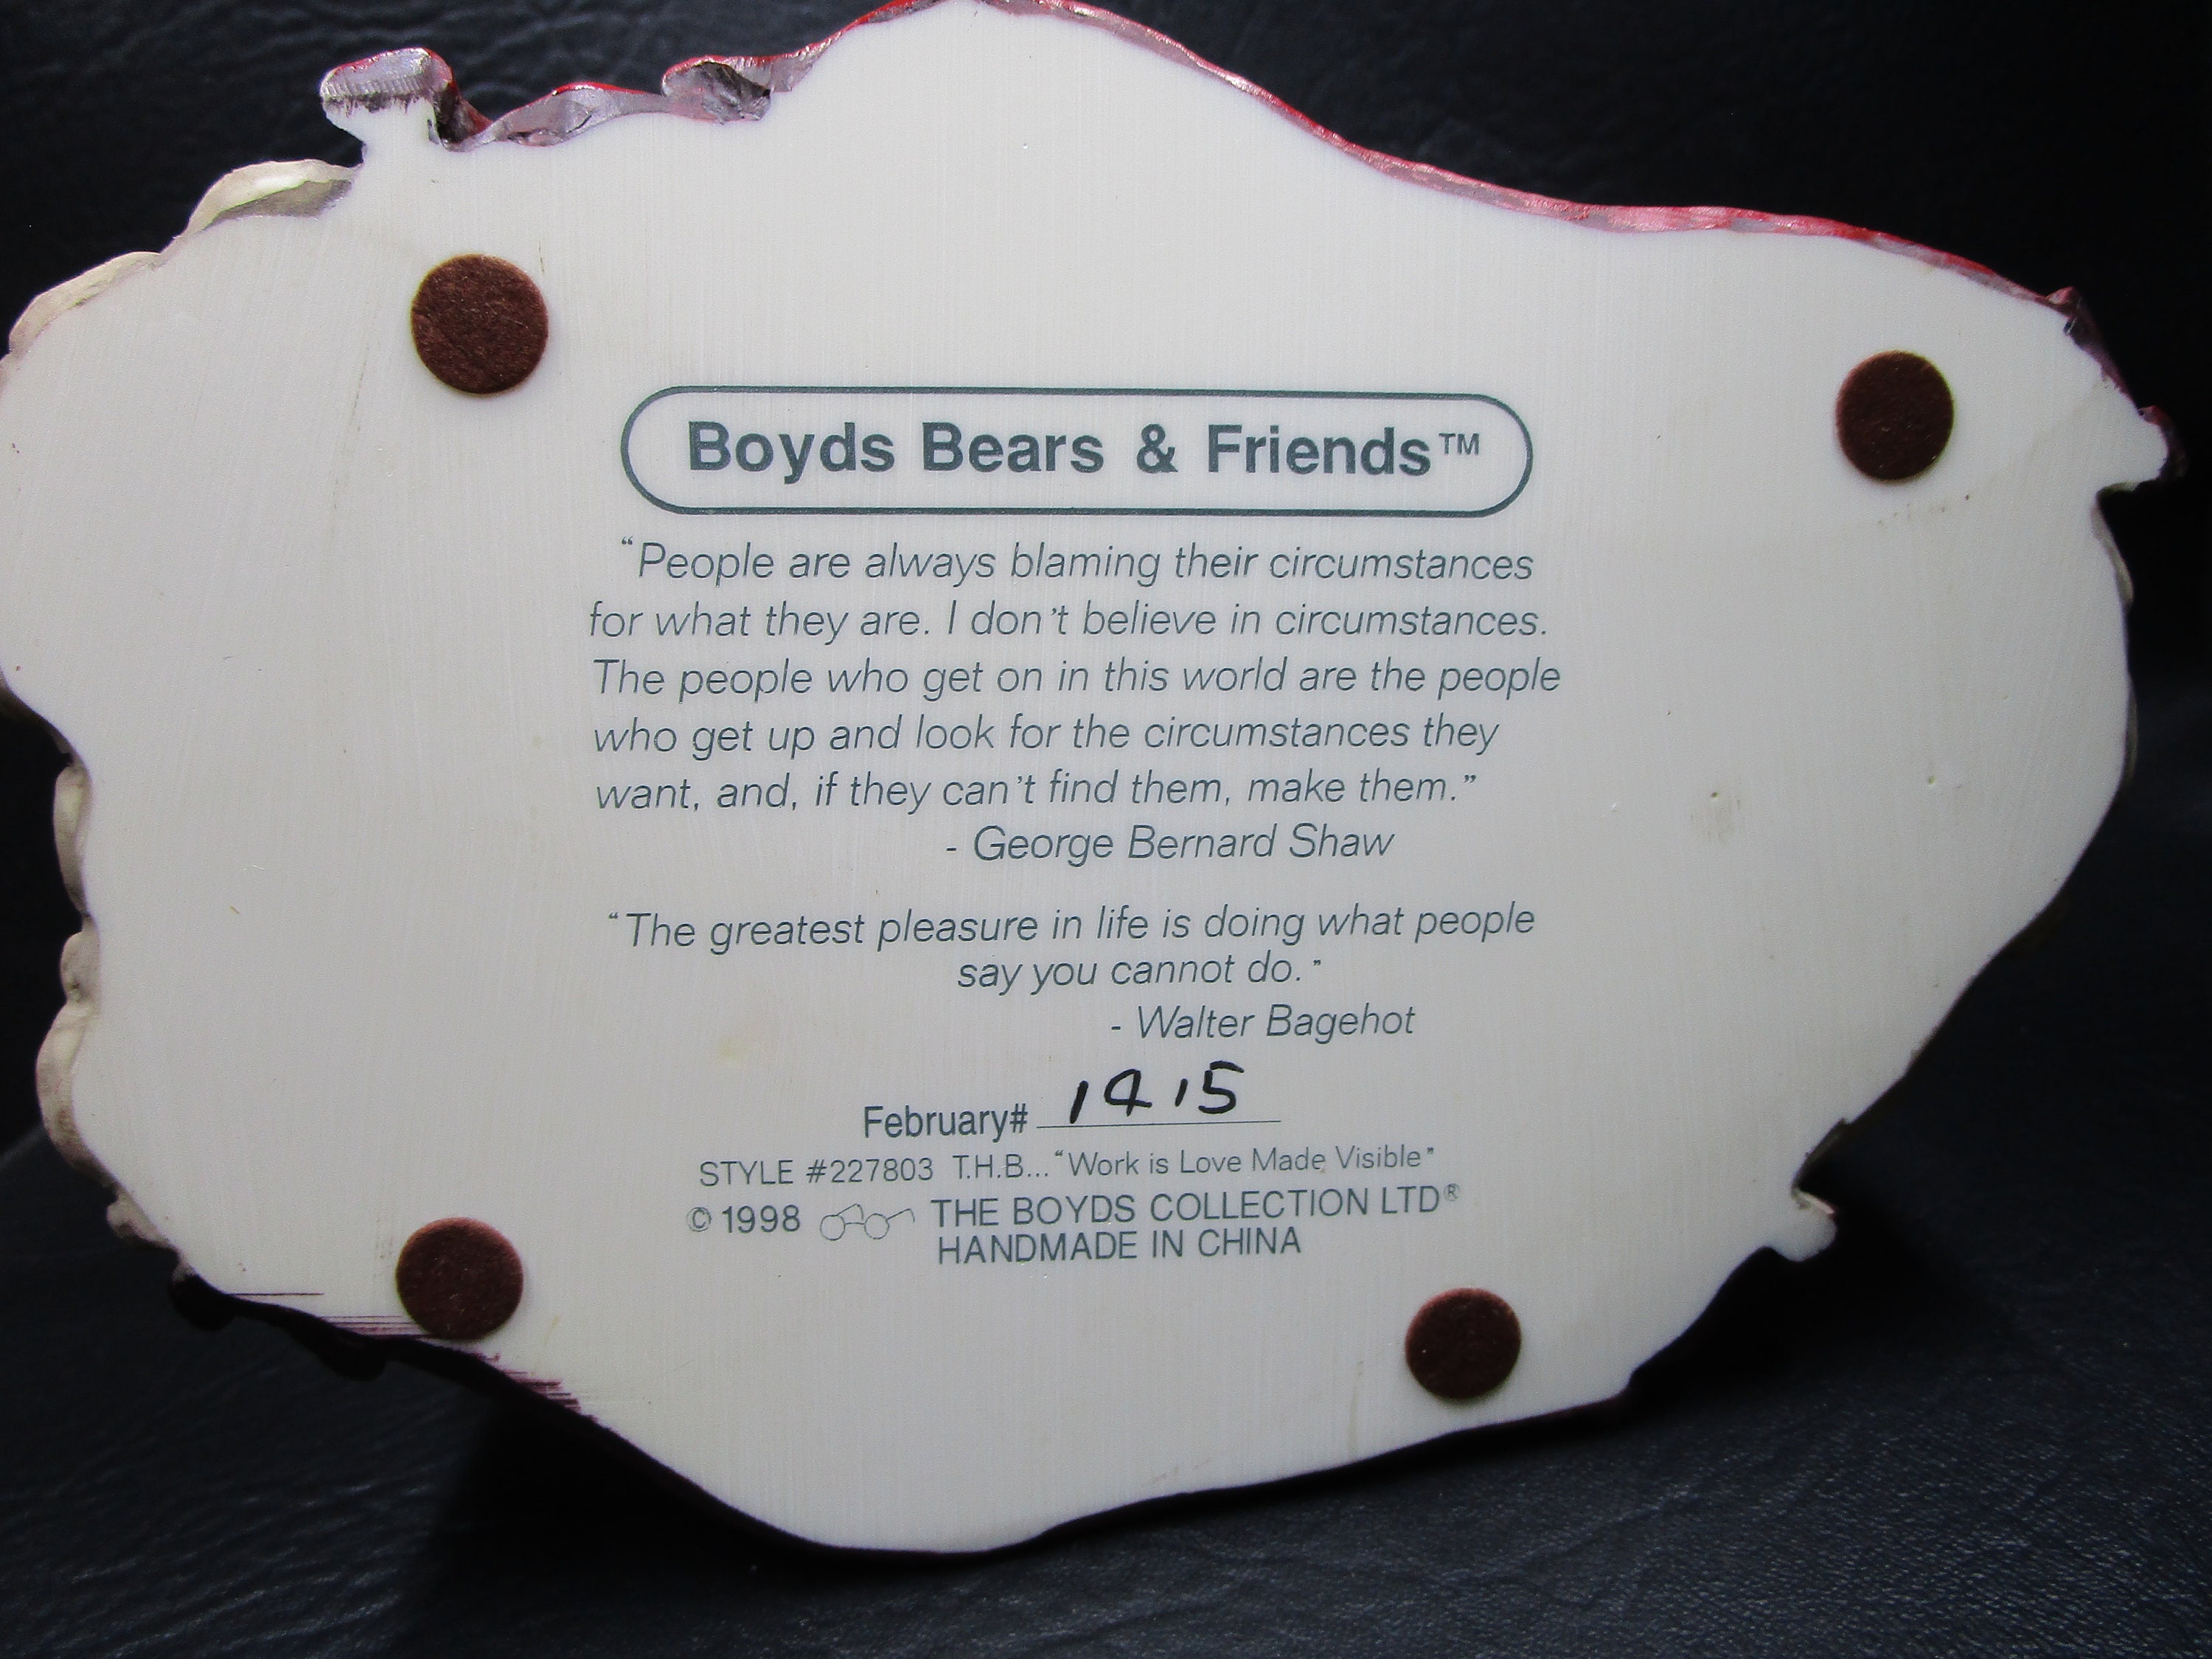 Boyds Bears & Friends™
“People are always blaming their circumstances
for what they are. I don't believe in circumstances.
The people who get on in this world are the people
who get up and look for the circumstances they
want, and, if they can't find them, make them.”
- George Bernard Shaw
“The greatest pleasure in life is doing what people
say you cannot do.”
- Walter Bagehot
February# 1415
STYLE #227803 T.H.B...“Work is Love Made Visible”
© 1998 THE BOYDS COLLECTION LTD®
HANDMADE IN CHINA